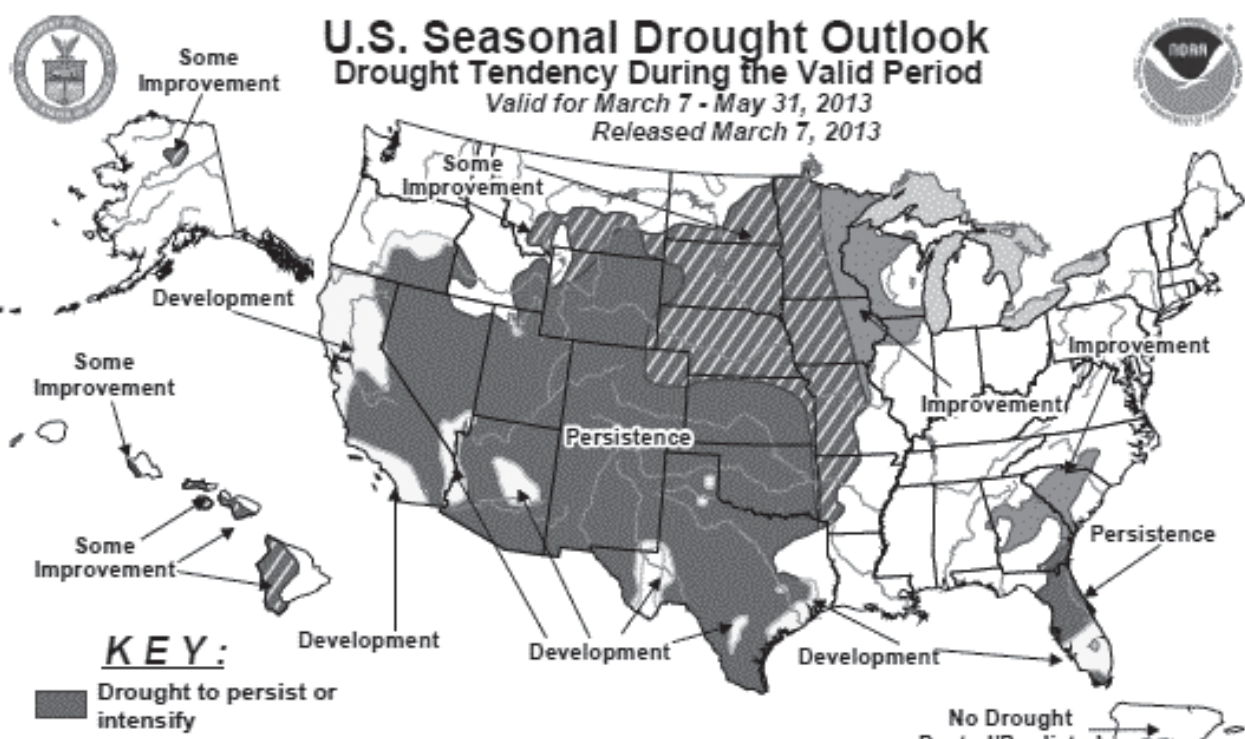 U.S. Seasonal Drought Outlook
Drought Tendency During the Valid Period
Valid for March 7 - May 31, 2013
Released March 7, 2013
NOAA
Some
Improvement
Some
Improvement
Development
Some
Improvement
Persistence
Improvement
Improvement
Persistence
Some
Improvement
Development
Development
Development
KEY:
Drought to persist or
intensify
No Drought